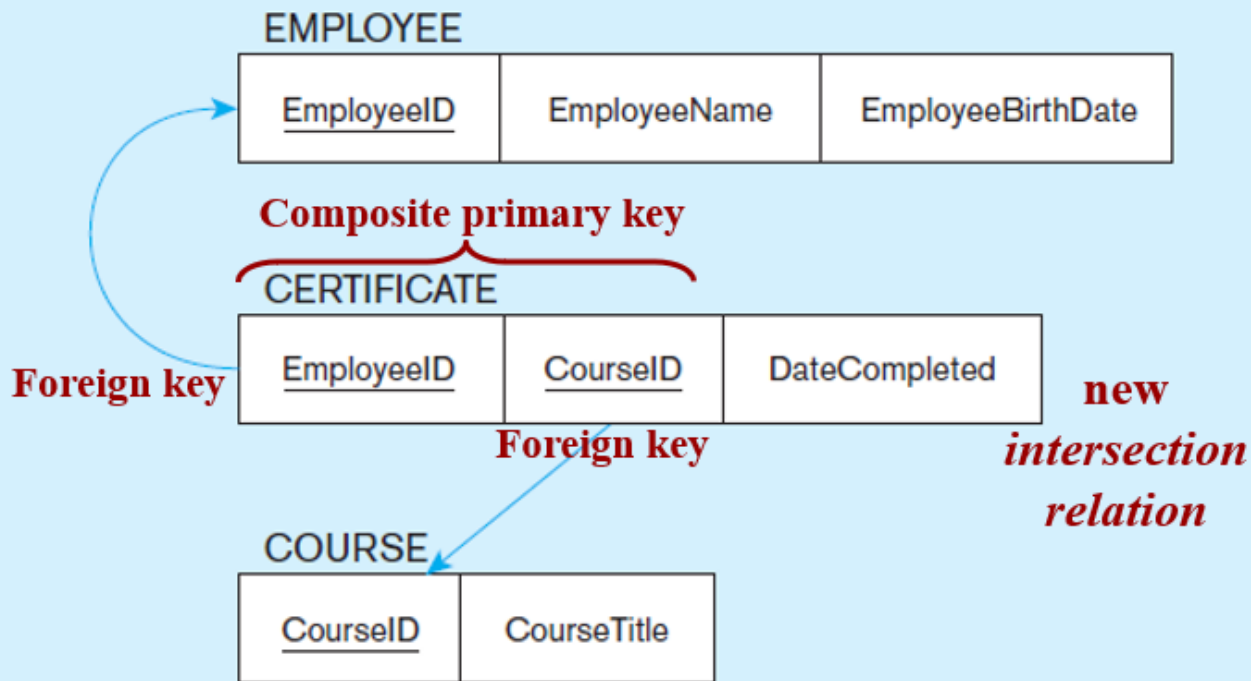 EMPLOYEE
EmployeeID EmployeeName EmployeeBirthDate
Composite primary key
CERTIFICATE
EmployeeID CourseID DateCompleted
Foreign key
new
Foreign key
intersection
relation
COURSE
CourseID CourseTitle